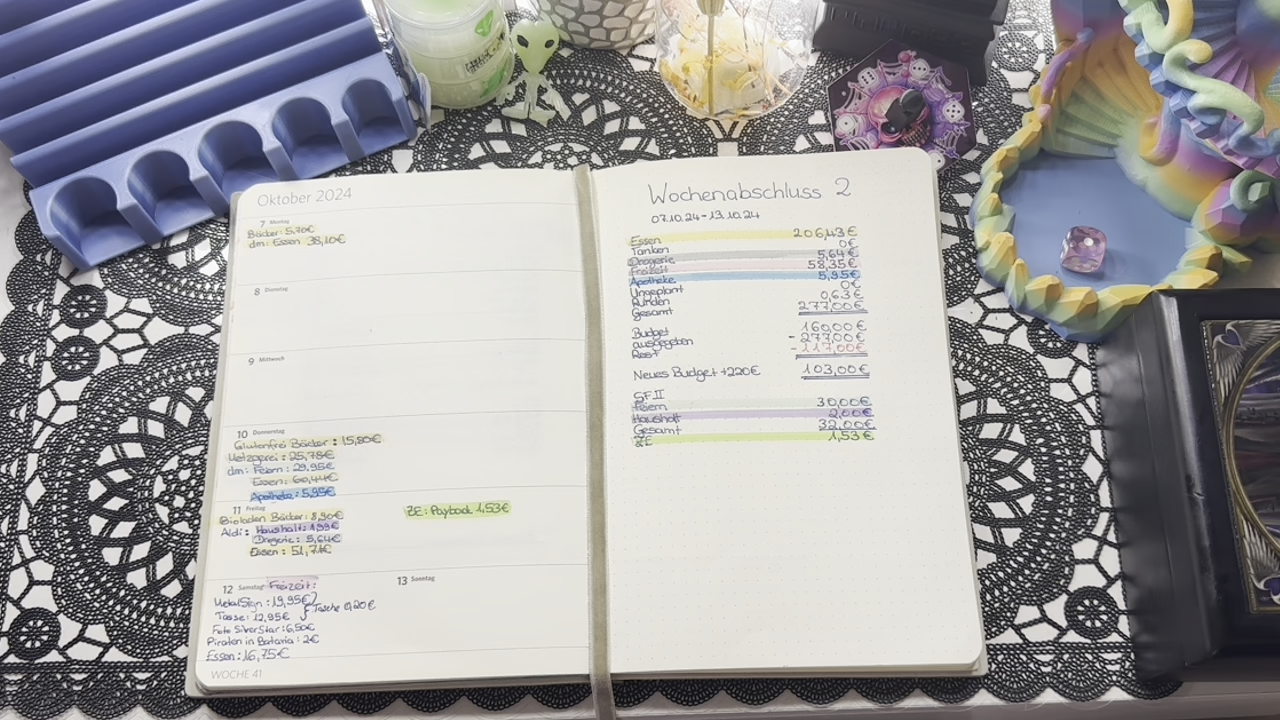 Oktober 2024
7 Montag
Bäcker: 5,70€
dm: Essen 38,10€
8 Dienstag
9 Mittwoch
10 Donnerstag
Glutenfrei Bäcker: 15,80€
Metzgerei: 25,78€
dm: Feiern: 29,95€
Essen: 60,44€
Apotheke: 5,95€
11 Freitag
Bioladen Bäcker: 8,90€
Aldi: Haushalt: 1,99€
Drogerie: 5,64€
Essen: 51,71€
ZE: Payback 1,53€
12 Samstag Freizeit:
MetalSign: 19,95€
Tasse: 12,95€ } Tasche 0,20€
Foto SilverStar: 6,50€
Piraten in Batavia: 2€
Essen: 16,75€
13 Sonntag
WOCHE 41
Wochenabschluss 2
07.10.24-13.10.24
Essen 206,43€
Tanken 0€
Drogerie 5,64€
Freizeit 58,35€
Apotheke 5,95€
Ungeplant 0€
Runden 0,63€
Gesamt 277,00€
Budget 160,00€
ausgegeben -277,00€
Rest -117,00€
Neues Budget +220€ 103,00€
SF II
Feiern 30,00€
Haushalt 2,00€
Gesamt 32,00€
ZE 1,53€